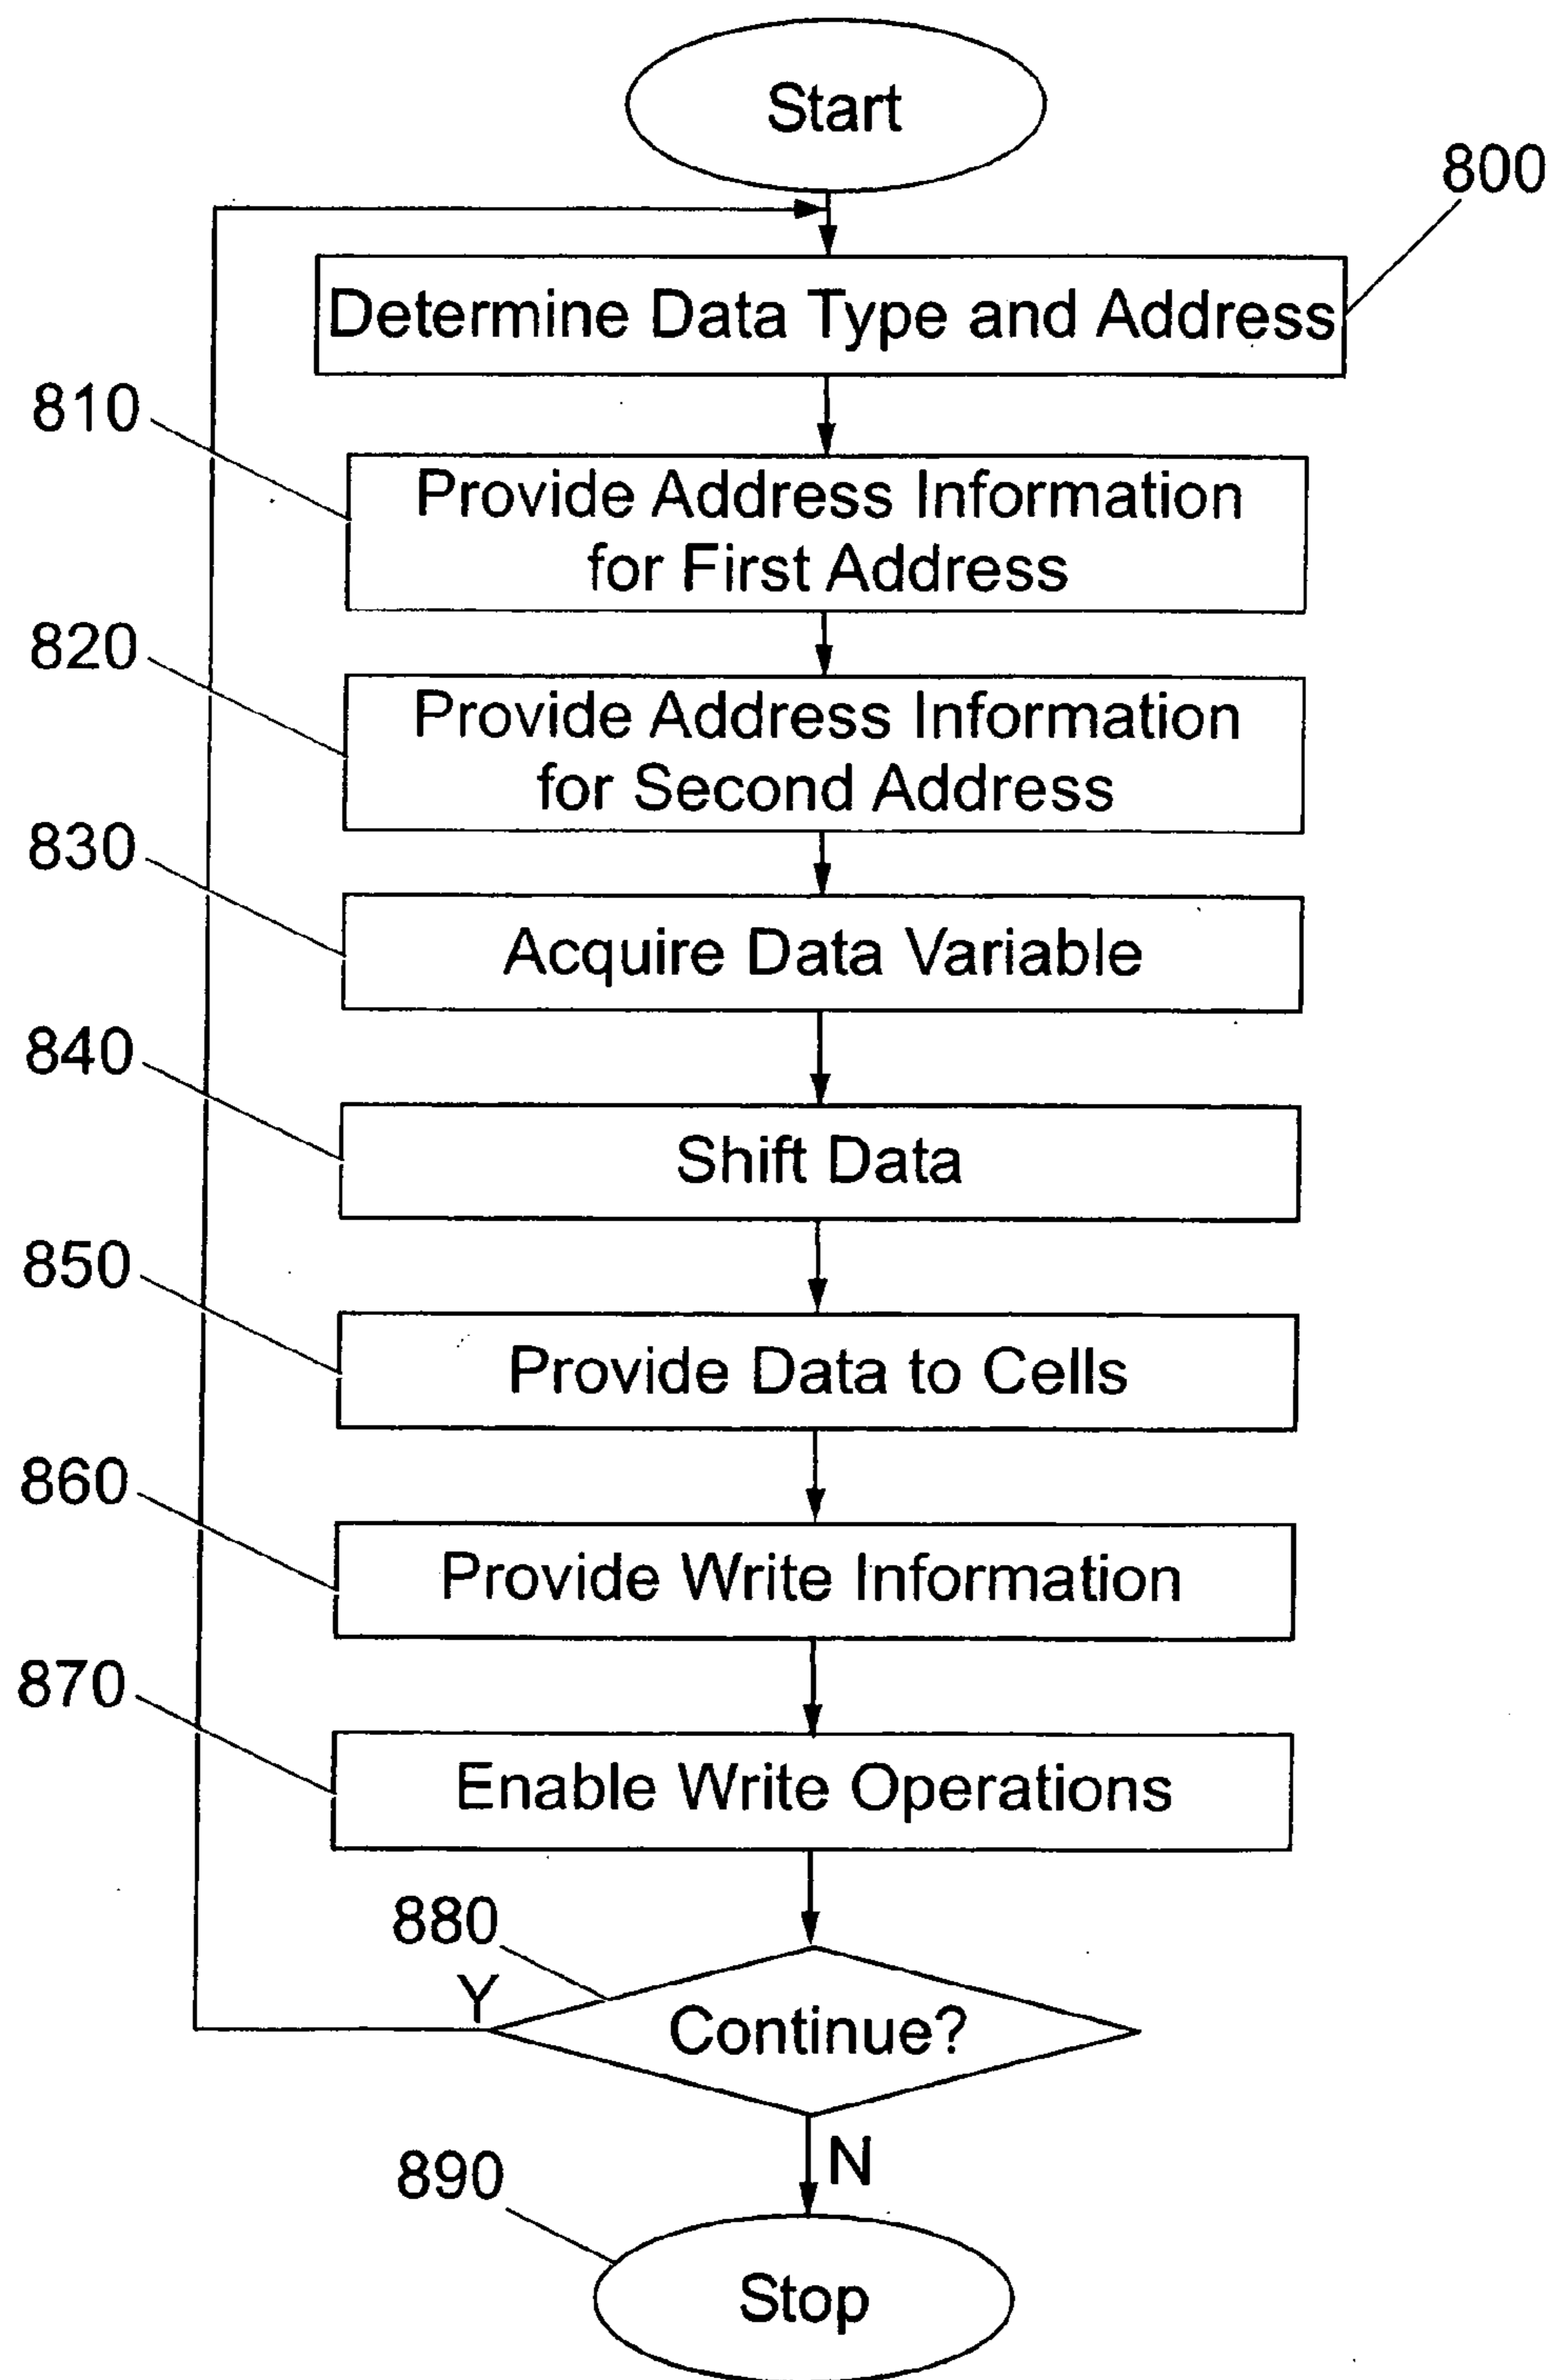 Start
800
Determine Data Type and Address
810
Provide Address Information
for First Address
820
Provide Address Information
for Second Address
830
Acquire Data Variable
840
Shift Data
850
Provide Data to Cells
860
Provide Write Information
870
Enable Write Operations
880
Y
Continue?
N
890
Stop